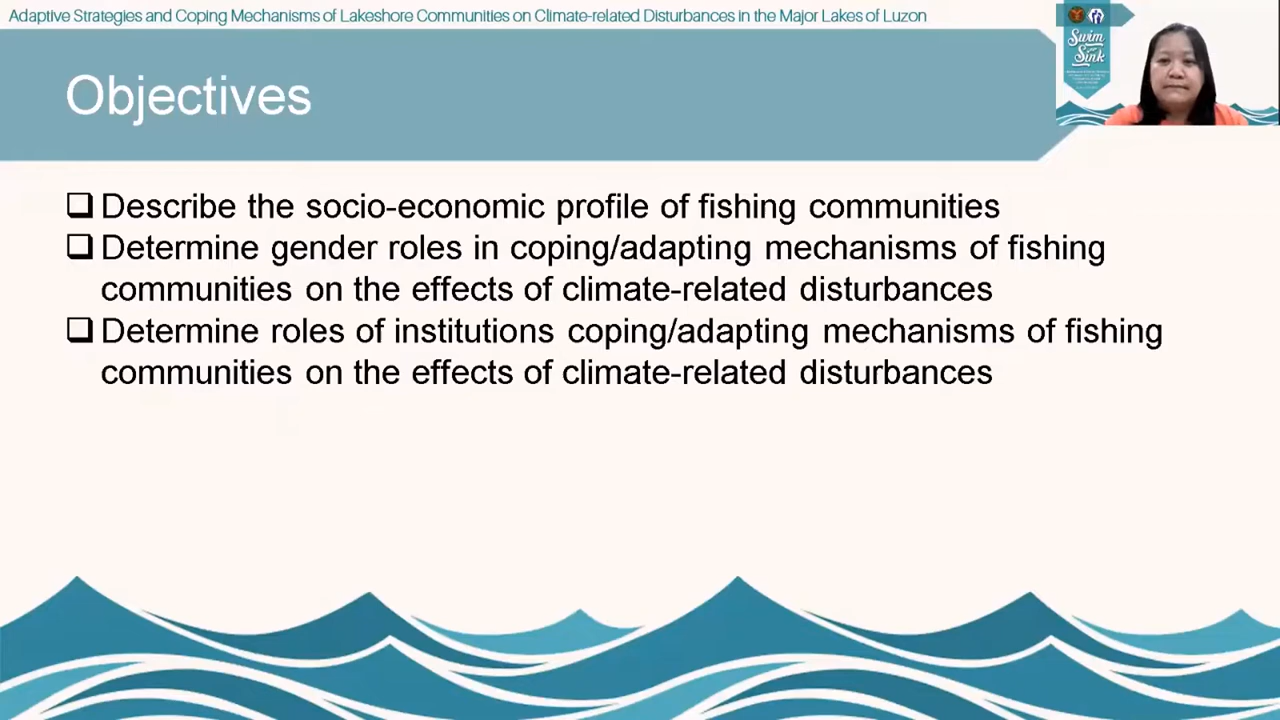 Adaptive Strategies and Coping Mechanisms of Lakeshore Communities on Climate-related Disturbances in the Major Lakes of Luzon
Swim
Sink
Objectives
❑ Describe the socio-economic profile of fishing communities
❑ Determine gender roles in coping/adapting mechanisms of fishing
communities on the effects of climate-related disturbances
❑ Determine roles of institutions coping/adapting mechanisms of fishing
communities on the effects of climate-related disturbances